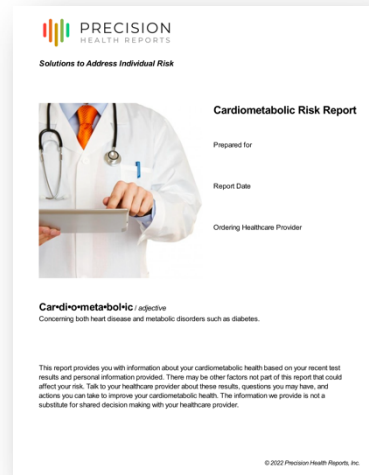 PRECISION
HEALTH REPORTS
Solutions to Address Individual Risk
Cardiometabolic Risk Report
Prepared for
Report Date
Ordering Healthcare Provider
Car•di•o•meta•bol•ic / adjective
Concerning both heart disease and metabolic disorders such as diabetes.
This report provides you with information about your cardiometabolic health based on your recent test
results and personal information provided. There may be other factors not part of this report that could
affect your risk. Talk to your healthcare provider about these results, questions you may have, and
actions you can take to improve your cardiometabolic health. The information we provide is not a
substitute for shared decision making with your healthcare provider.
© 2022 Precision Health Reports, Inc.